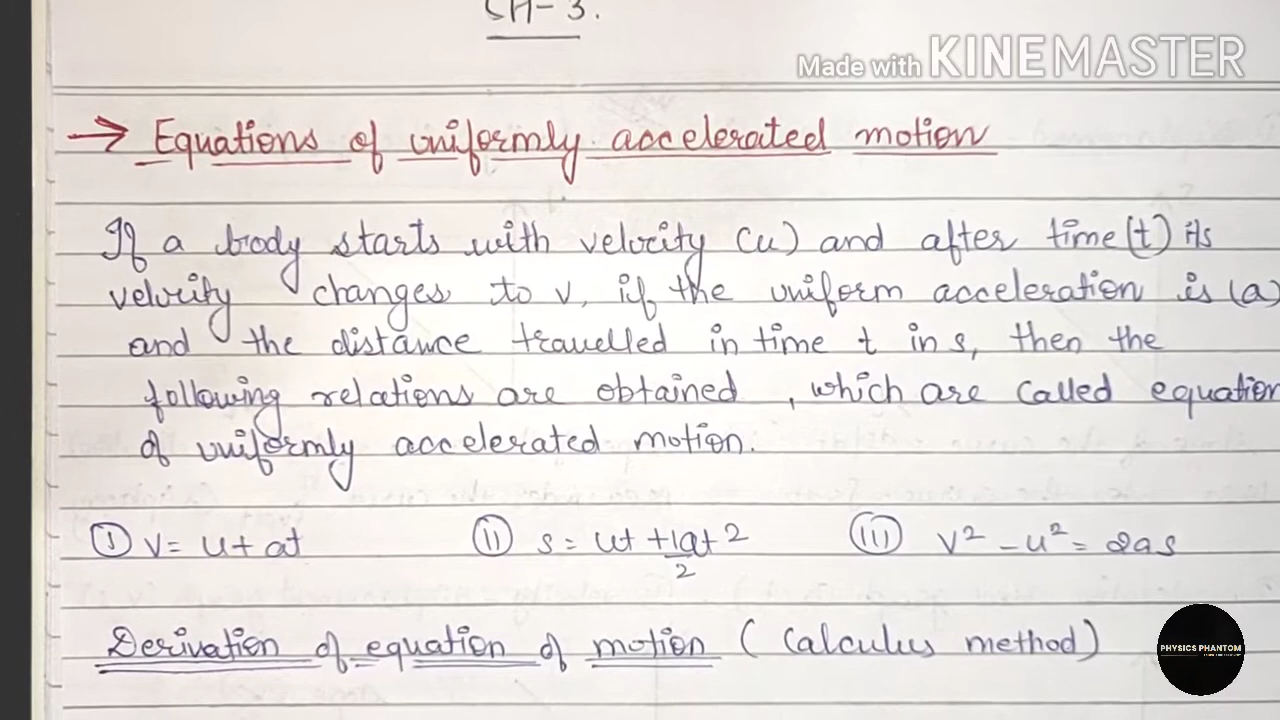 CH-3.
Made with KINEMASTER
→ Equations of uniformly accelerated motion
If a body starts with velocity (u) and after time (t) its
velocity changes to v, if the uniform acceleration is (a)
and the distance travelled in time t in s, then the
following relations are obtained, which are called equation
of uniformly accelerated motion.
(i) v = u + at (ii) s = ut + 1/2 at² (iii) v² - u² = 2as
Derivation of equation of motion (Calculus method)
PHYSICS PHANTOM